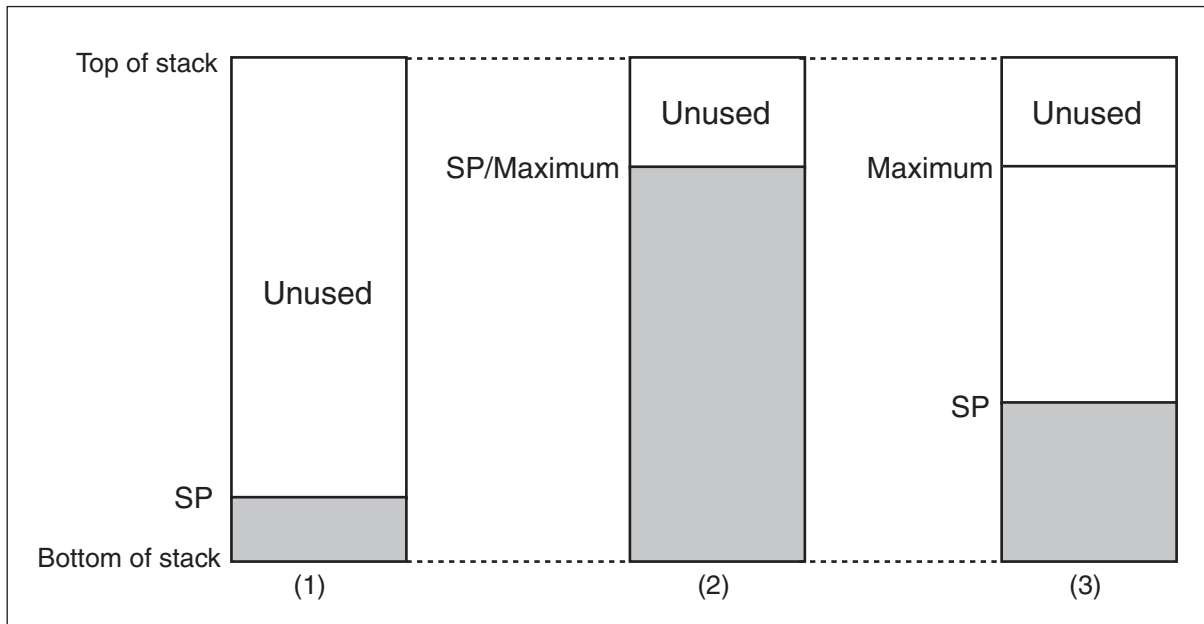 Top of stack
Unused
SP
Bottom of stack
(1)
Unused
SP/Maximum
(2)
Unused
Maximum
SP
(3)